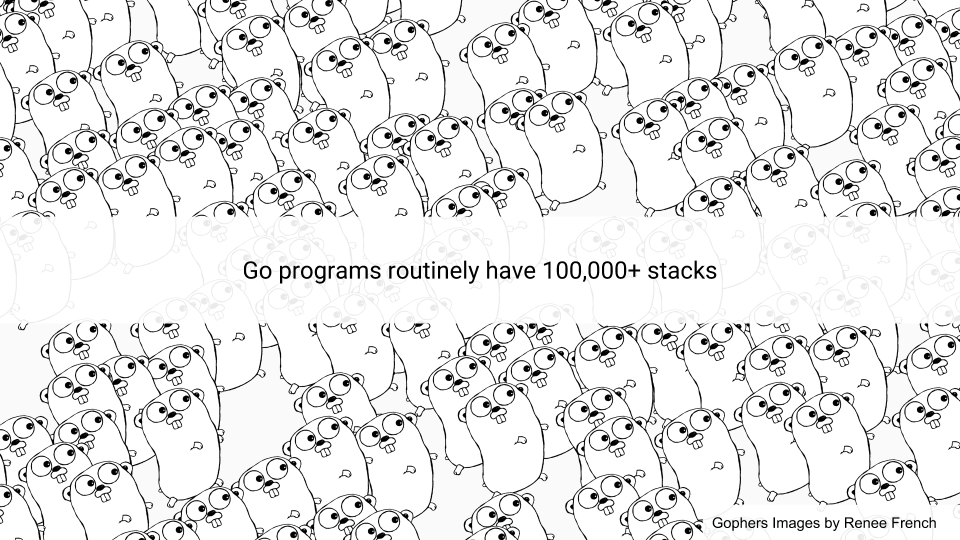 Go programs routinely have 100,000+ stacks
Gophers Images by Renee French